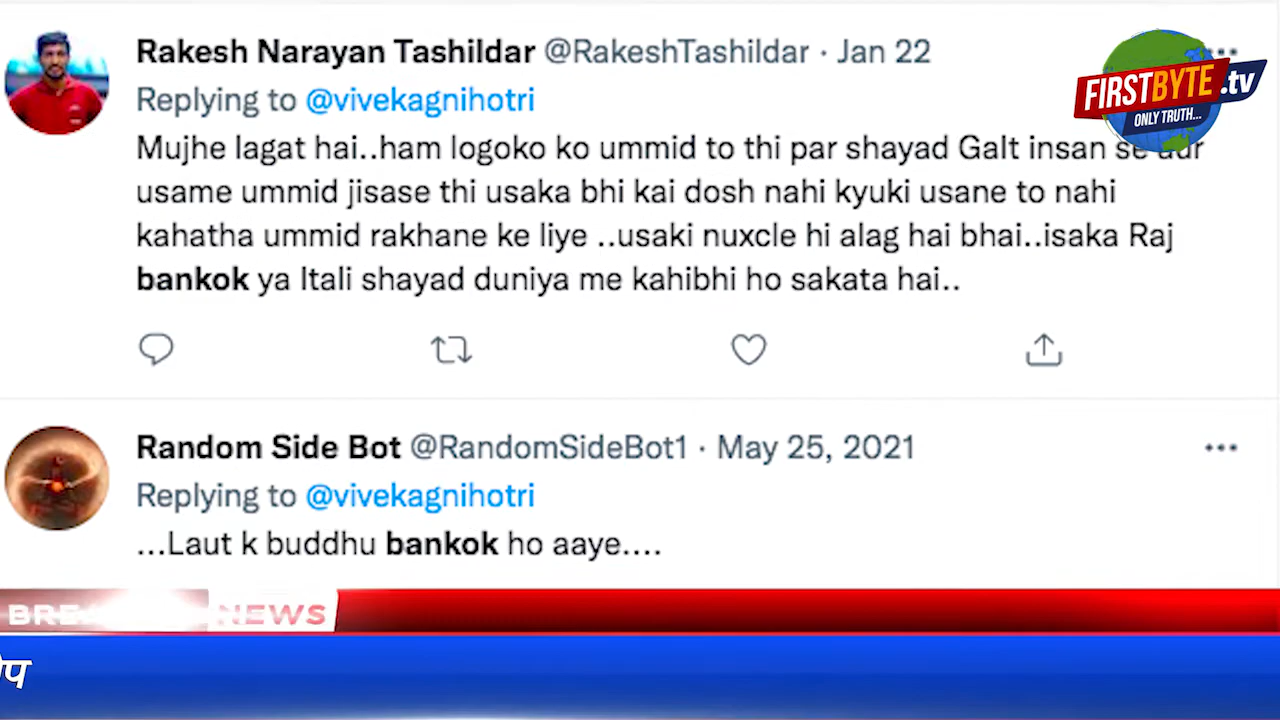 Rakesh Narayan Tashildar @RakeshTashildar · Jan 22
Replying to @vivekagnihotri
Mujhe lagat hai..ham logoko ko ummid to thi par shayad Galt insan se aur
usame ummid jisase thi usaka bhi kai dosh nahi kyuki usane to nahi
kahatha ummid rakhane ke liye ..usaki nuxcle hi alag hai bhai..isaka Raj
bankok ya Itali shayad duniya me kahibhi ho sakata hai..
Random Side Bot @RandomSideBot1 · May 25, 2021
Replying to @vivekagnihotri
...Laut k buddhu bankok ho aaye....
FIRSTBYTE.tv
ONLY TRUTH...
NEWS